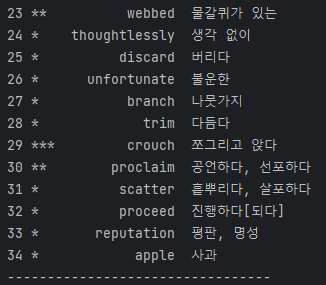 23 ** webbed 물갈퀴가 있는
24 * thoughtlessly 생각 없이
25 * discard 버리다
26 * unfortunate 불운한
27 * branch 나뭇가지
28 * trim 다듬다
29 *** crouch 쪼그리고 앉다
30 ** proclaim 공언하다, 선포하다
31 * scatter 흩뿌리다, 살포하다
32 * proceed 진행하다[되다]
33 * reputation 평판, 명성
34 * apple 사과
---------------------------------